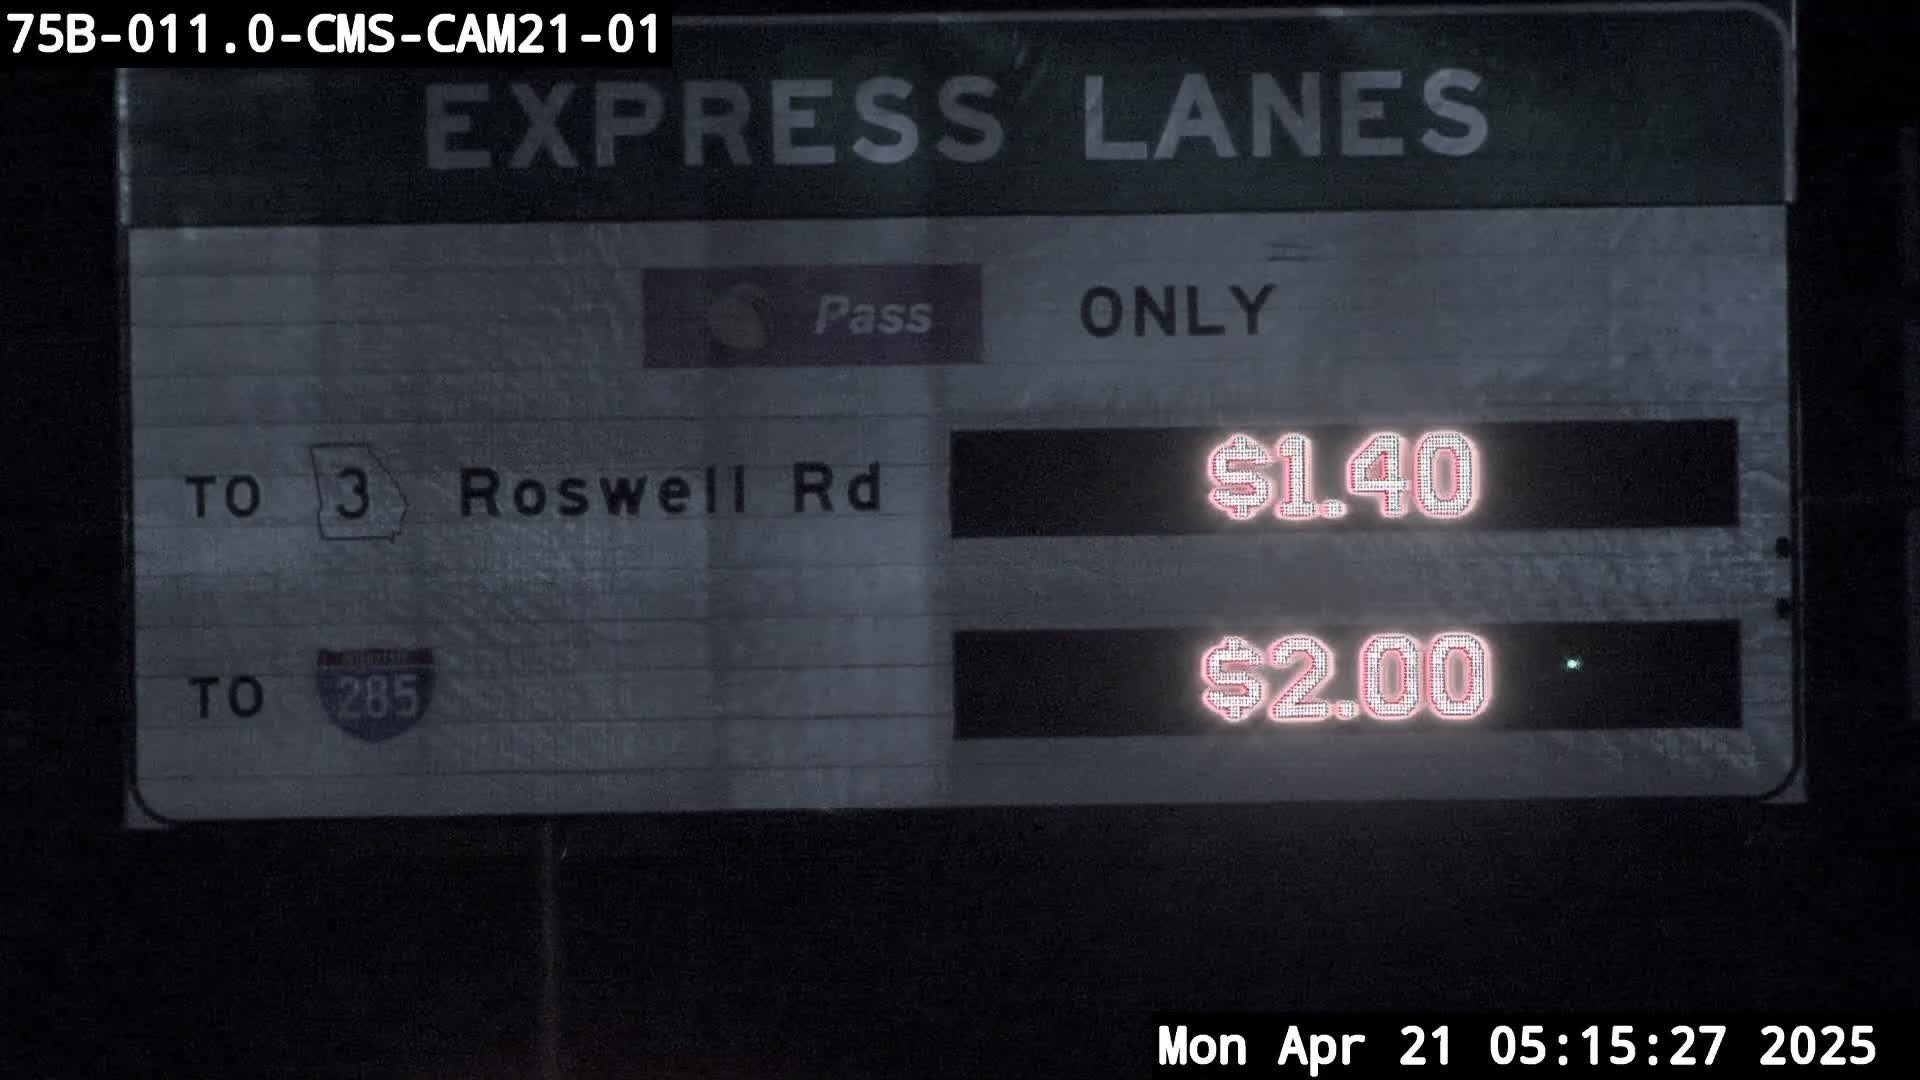 75B-011.0-CMS-CAM21-01
EXPRESS LANES
Pass ONLY
TO 3 Roswell Rd $1.40
TO 285 $2.00
Mon Apr 21 05:15:27 2025